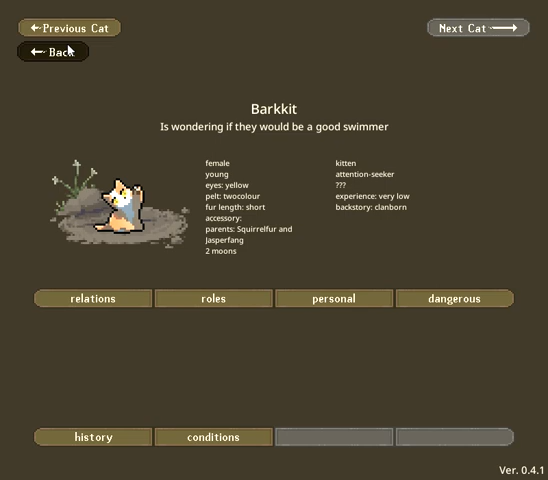 Previous Cat
Next Cat
Back
Barkkit
Is wondering if they would be a good swimmer
female
young
eyes: yellow
pelt: twocolour
fur length: short
accessory:
parents: Squirrelfur and
Jasperfang
2 moons
kitten
attention-seeker
???
experience: very low
backstory: clanborn
relations
roles
personal
dangerous
history
conditions
Ver. 0.4.1